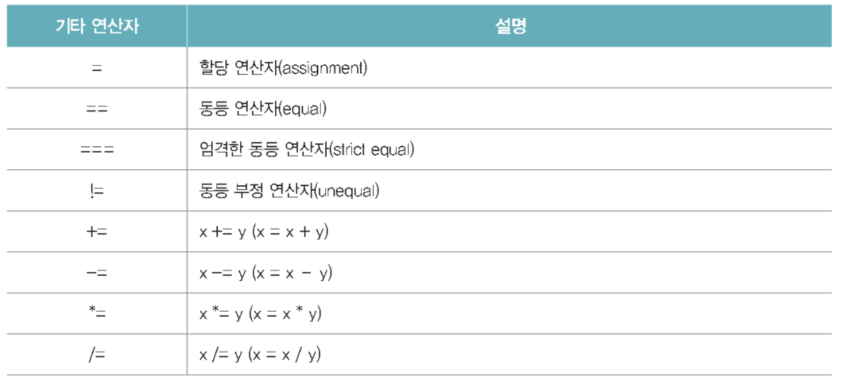 기타 연산자 설명
= 할당 연산자(assignment)
== 동등 연산자(equal)
=== 엄격한 동등 연산자(strict equal)
!= 동등 부정 연산자(unequal)
+= x += y (x = x + y)
-= x -= y (x = x - y)
*= x *= y (x = x * y)
/= x /= y (x = x / y)